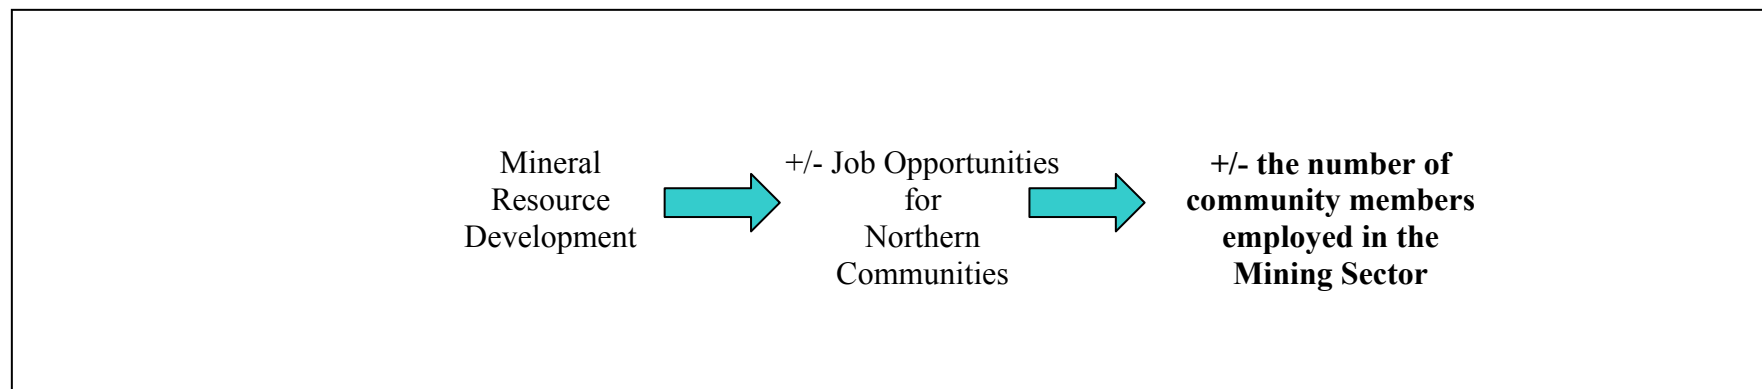 Mineral
Resource
Development
+/- Job Opportunities
for
Northern
Communities
+/- the number of
community members
employed in the
Mining Sector